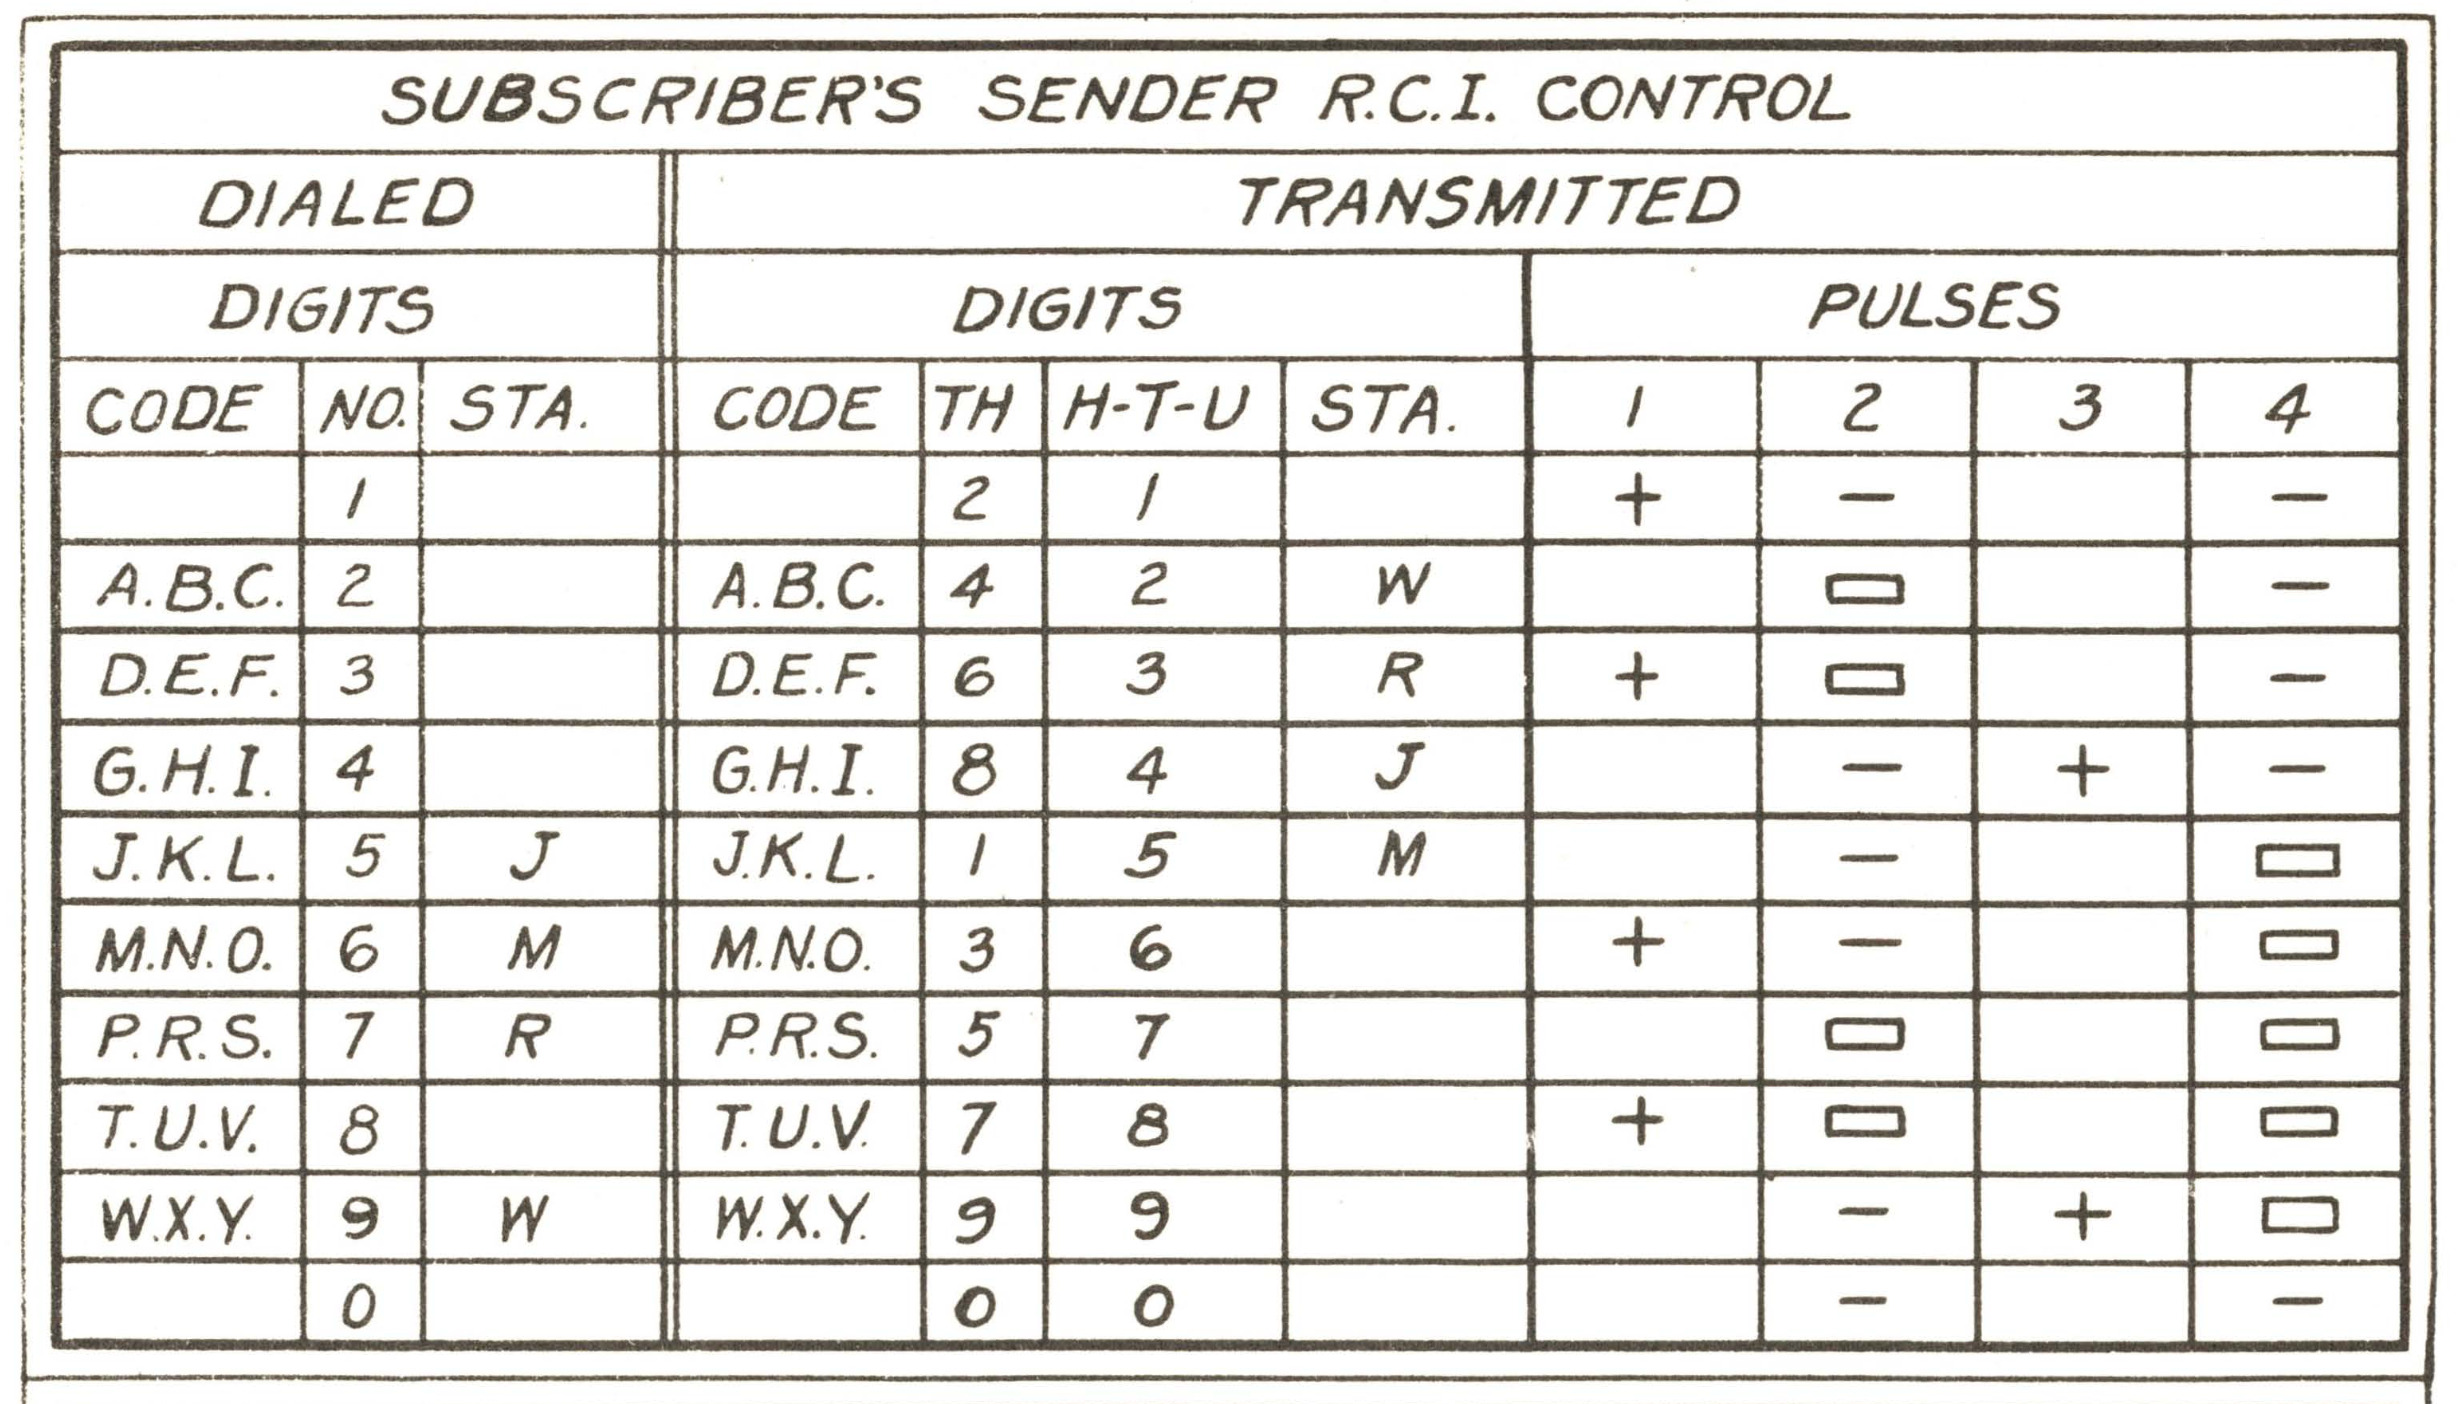 SUBSCRIBER'S SENDER R.C.I. CONTROL
DIALED TRANSMITTED
DIGITS DIGITS PULSES
CODE NO. STA. CODE TH H-T-U STA. 1 2 3 4
1 2 1 + — —
A.B.C. 2 A.B.C. 4 2 W ▭ —
D.E.F. 3 D.E.F. 6 3 R + ▭ —
G.H.I. 4 G.H.I. 8 4 J — + —
J.K.L. 5 J J.K.L. 1 5 M — ▭
M.N.O. 6 M M.N.O. 3 6 + — ▭
P.R.S. 7 R P.R.S. 5 7 ▭ ▭
T.U.V. 8 T.U.V. 7 8 + ▭ ▭
W.X.Y. 9 W W.X.Y. 9 9 — + ▭
0 0 0 — —